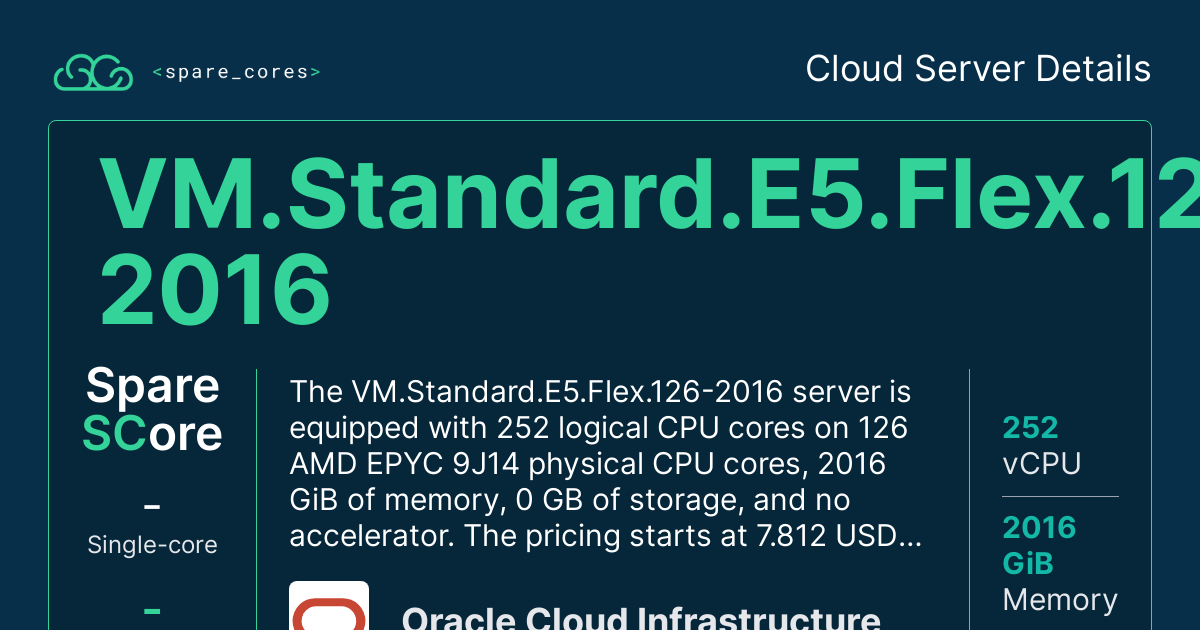 <spare_cores>
Cloud Server Details
VM.Standard.E5.Flex.12
2016
Spare
SCore
–
Single-core
–
The VM.Standard.E5.Flex.126-2016 server is
equipped with 252 logical CPU cores on 126
AMD EPYC 9J14 physical CPU cores, 2016
GiB of memory, 0 GB of storage, and no
accelerator. The pricing starts at 7.812 USD...
Oracle Cloud Infrastructure
252
vCPU
2016
GiB
Memory